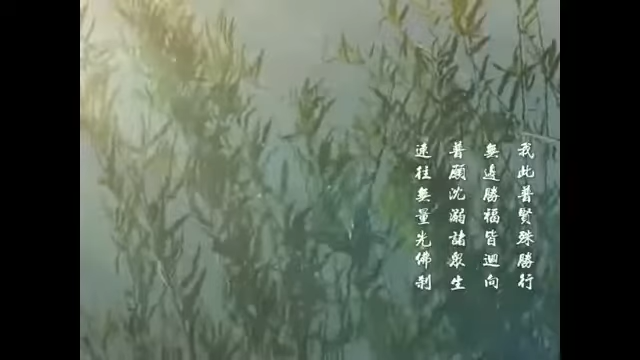 我此普賢殊勝行
無邊勝福皆迴向
普願沈溺諸眾生
速往無量光佛剎